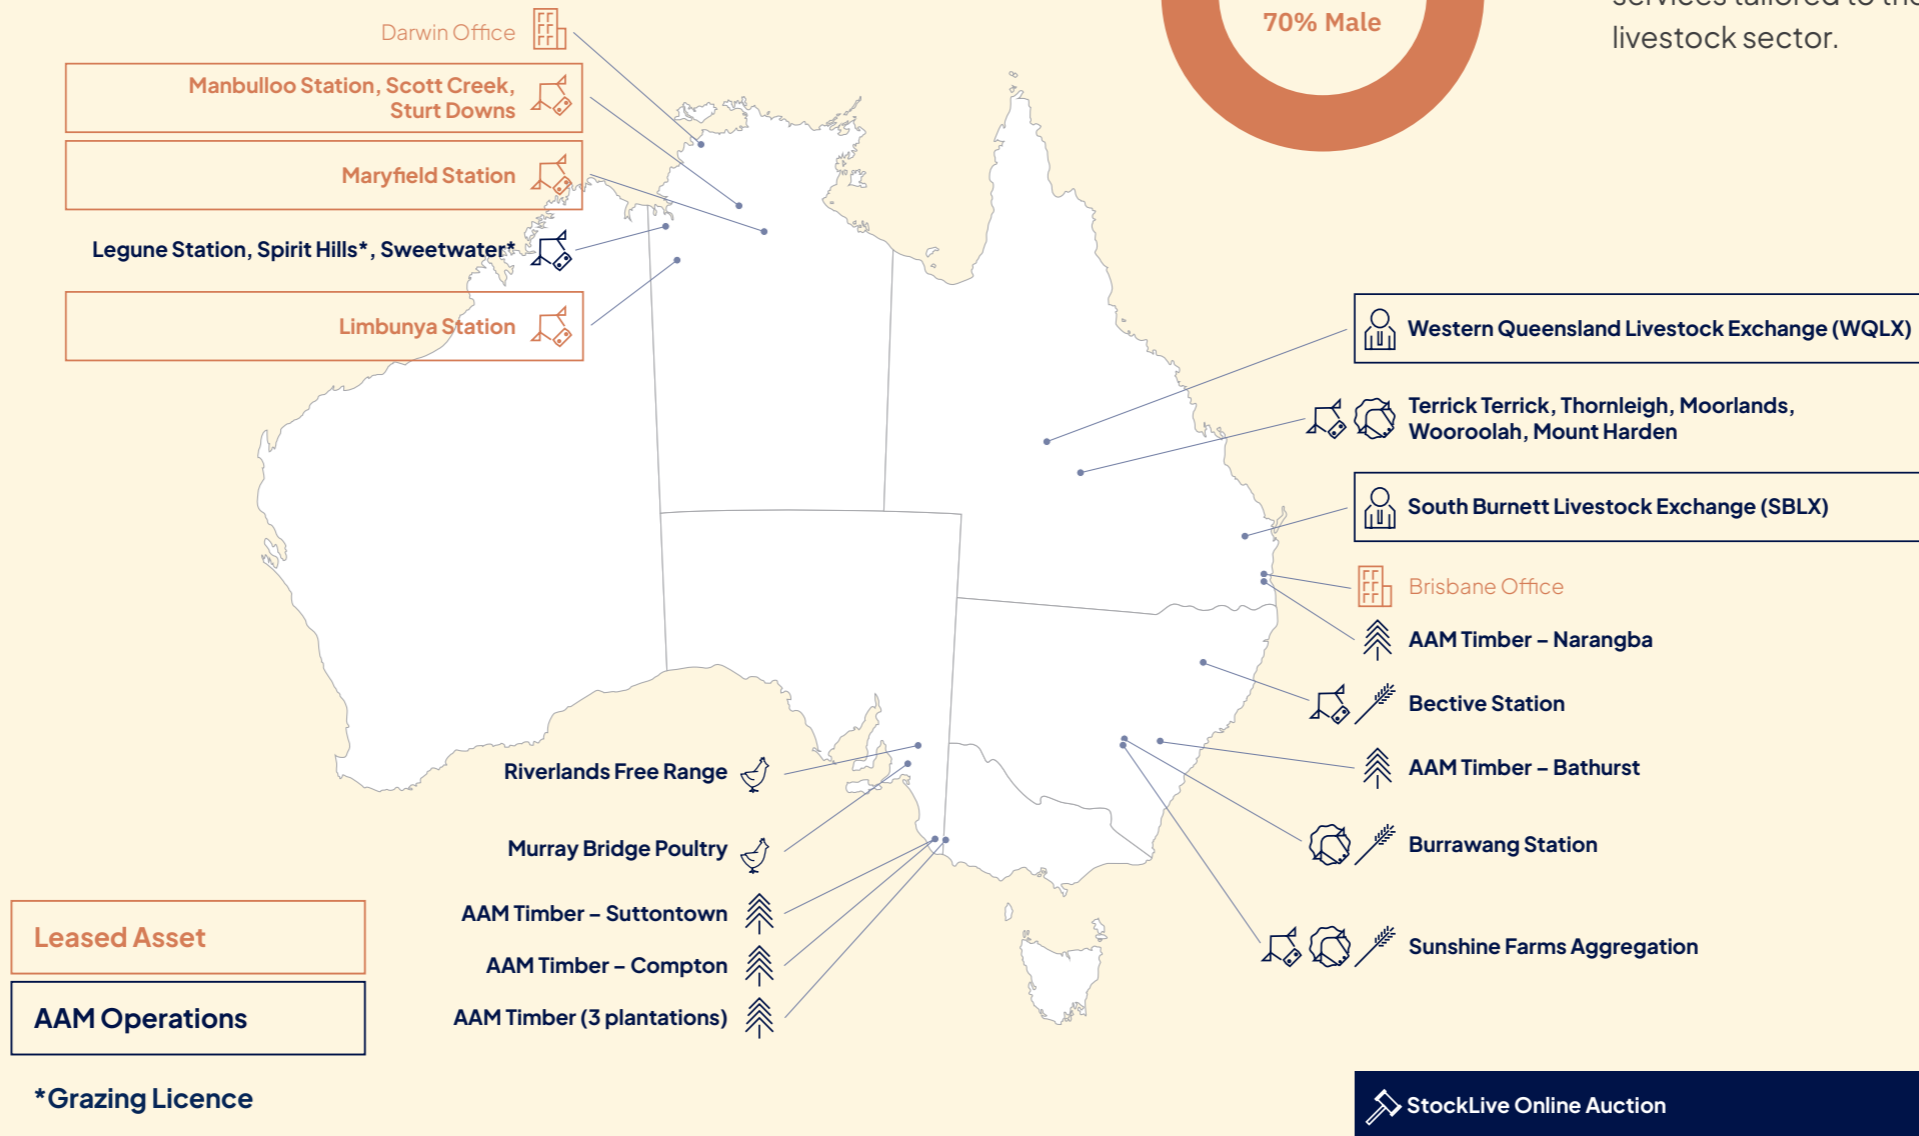 70% Male
livestock sector.
Darwin Office
Manbulloo Station, Scott Creek,
Sturt Downs
Maryfield Station
Legune Station, Spirit Hills*, Sweetwater*
Limbunya Station
Western Queensland Livestock Exchange (WQLX)
Terrick Terrick, Thornleigh, Moorlands,
Wooroolah, Mount Harden
South Burnett Livestock Exchange (SBLX)
Brisbane Office
AAM Timber – Narangba
Bective Station
AAM Timber – Bathurst
Burrawang Station
Sunshine Farms Aggregation
Riverlands Free Range
Murray Bridge Poultry
AAM Timber – Suttontown
AAM Timber – Compton
AAM Timber (3 plantations)
Leased Asset
AAM Operations
*Grazing Licence
StockLive Online Auction